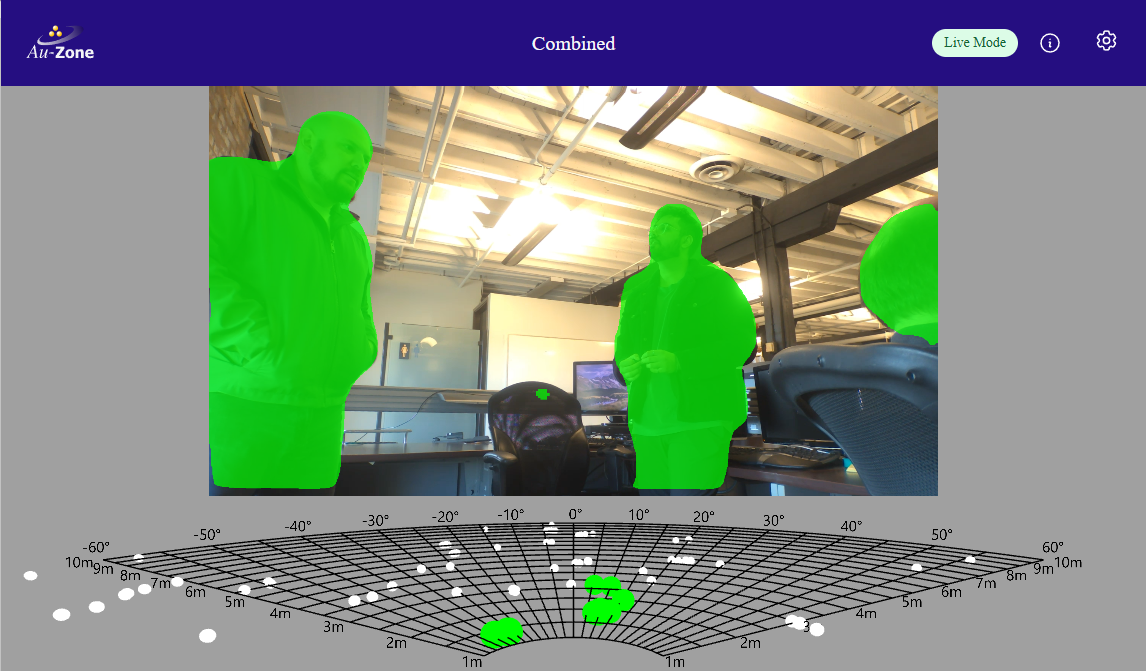 Au-Zone
Combined
Live Mode
-60° -50° -40° -30° -20° -10° 0° 10° 20° 30° 40° 50° 60°
10m 9m 8m 7m 6m 5m 4m 3m 2m 1m
1m 2m 3 4m 5m 6m 7m 8m 9m 10m